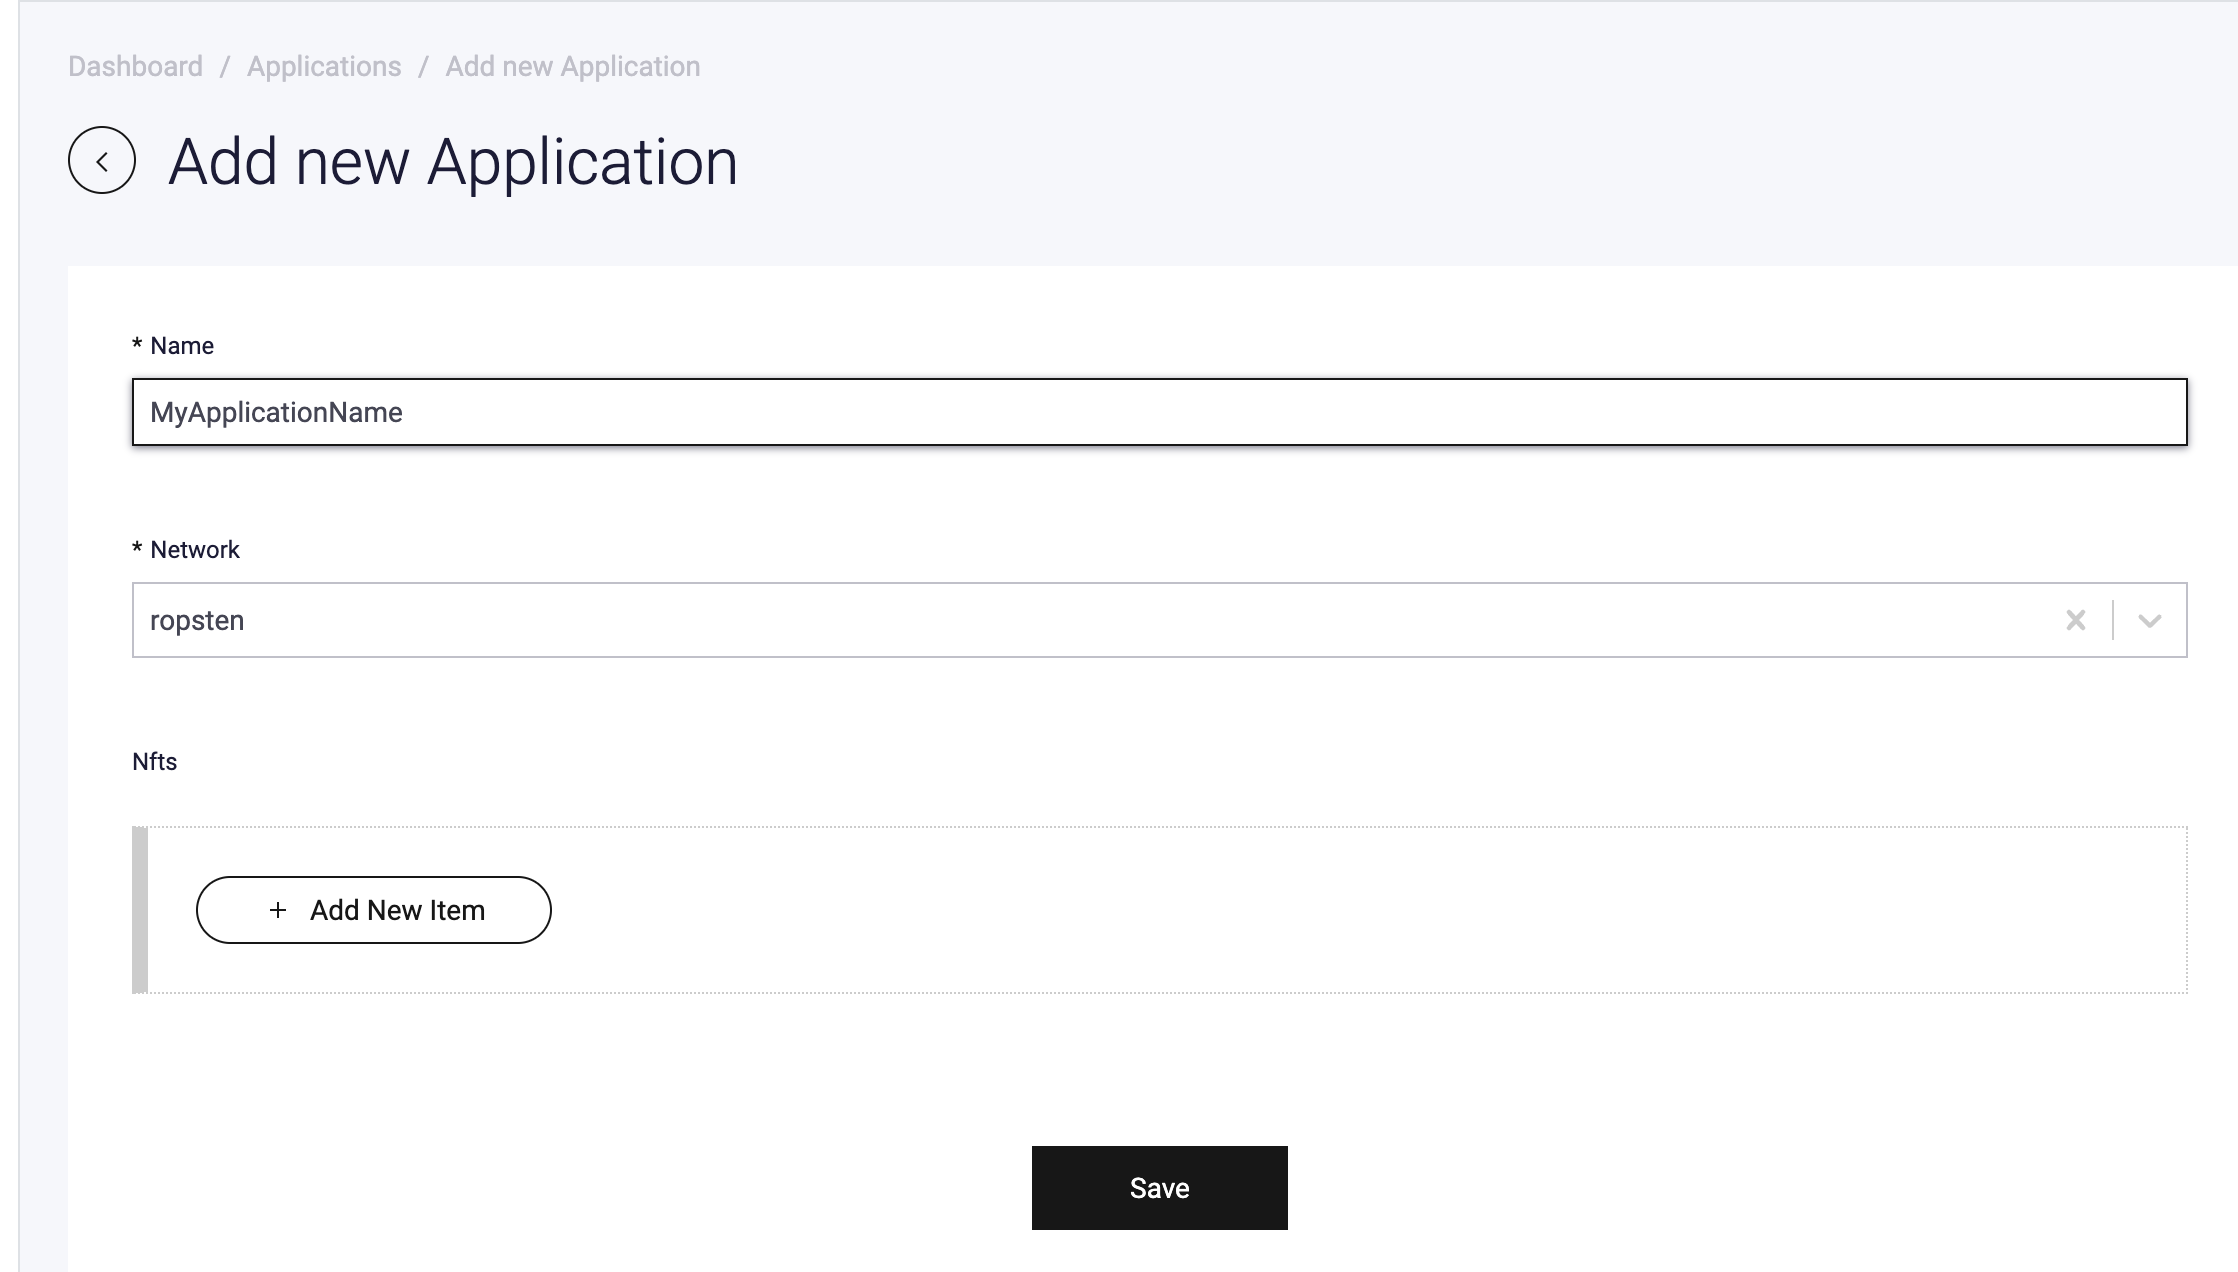 Dashboard / Applications / Add new Application
Add new Application
* Name
MyApplicationName
* Network
ropsten
Nfts
+ Add New Item
Save